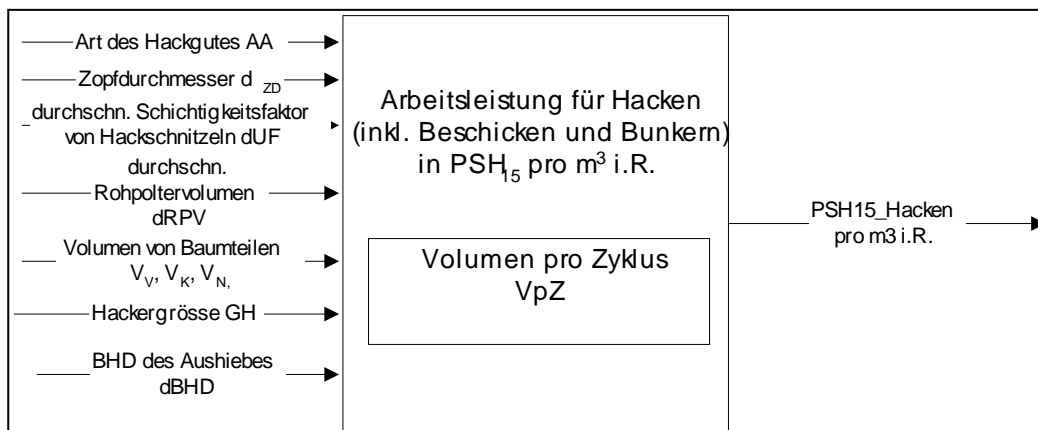 Art des Hackgutes AA
Zopfdurchmesser d ZD
durchschn. Schichtigkeitsfaktor
von Hackschnitzeln dUF
durchschn.
Rohpoltervolumen
dRPV
Volumen von Baumteilen
VV, VK, VN,
Hackergrösse GH
BHD des Aushiebes
dBHD
Arbeitsleistung für Hacken
(inkl. Beschicken und Bunkern)
in PSH15 pro m³ i.R.
Volumen pro Zyklus
VpZ
PSH15_Hacken
pro m3 i.R.